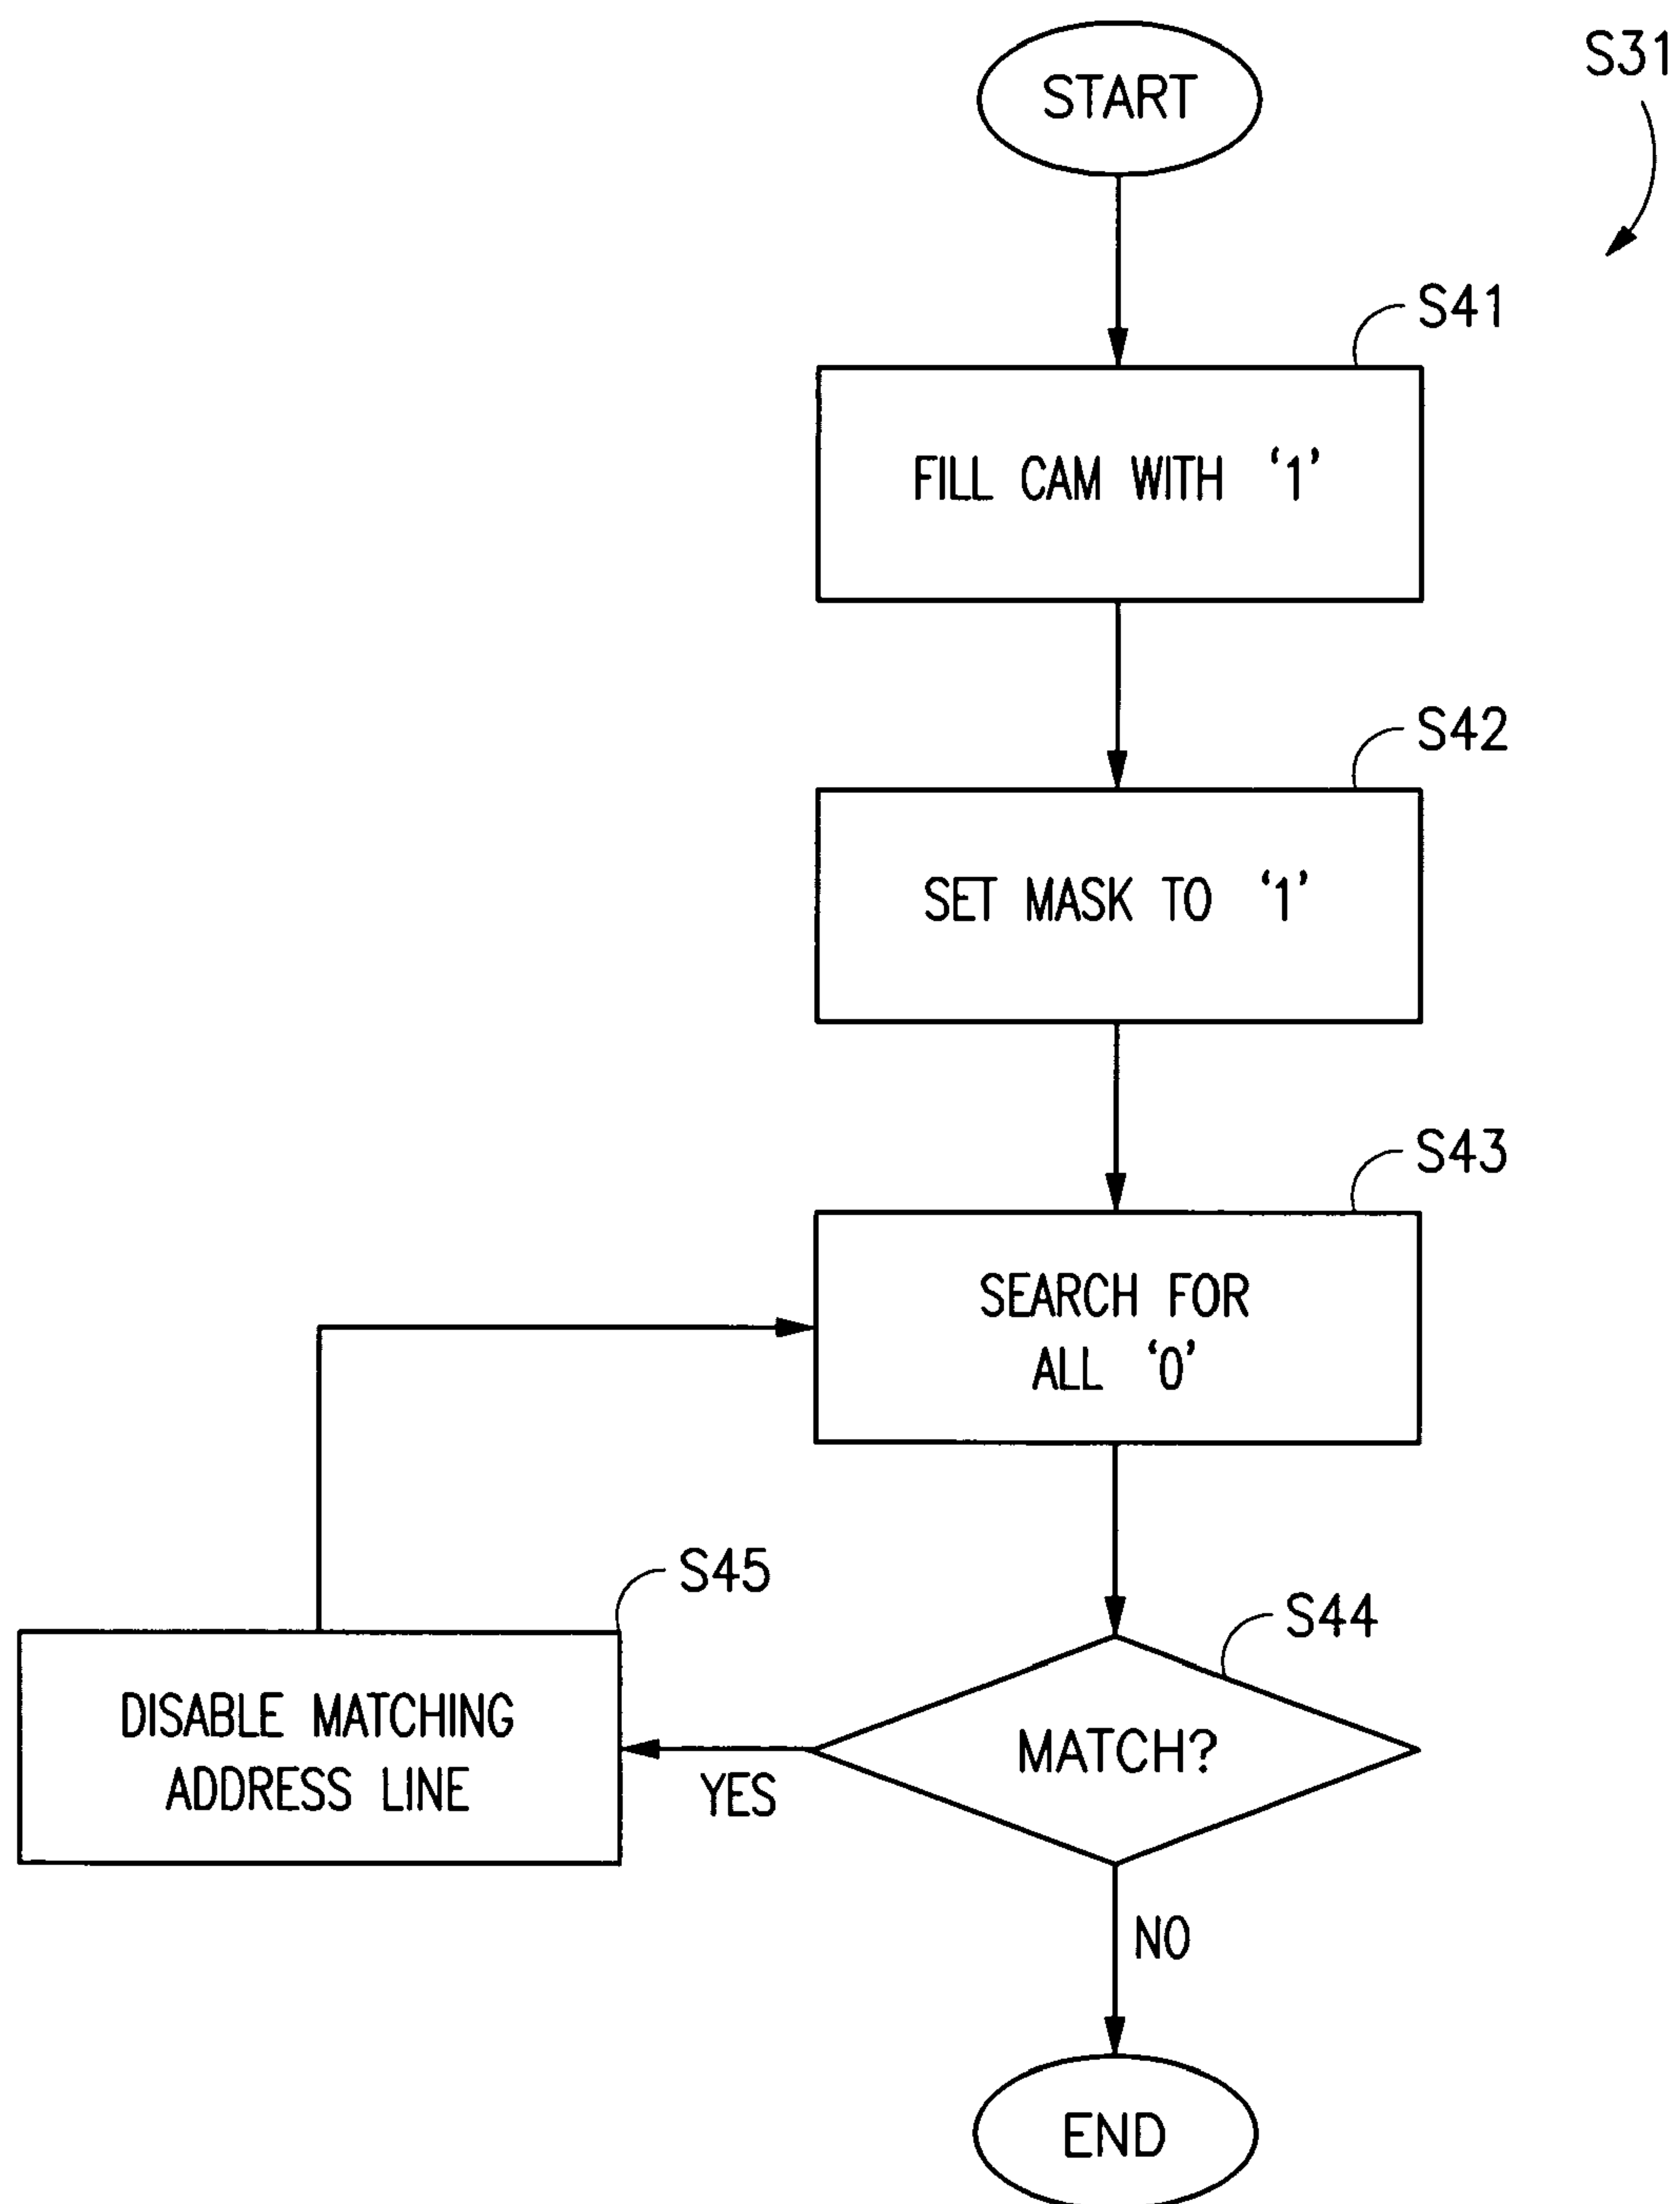 START
S31
S41
FILL CAM WITH ‘1’
S42
SET MASK TO ‘1’
S43
SEARCH FOR
ALL ‘0’
S45
S44
DISABLE MATCHING
ADDRESS LINE
YES
MATCH?
NO
END